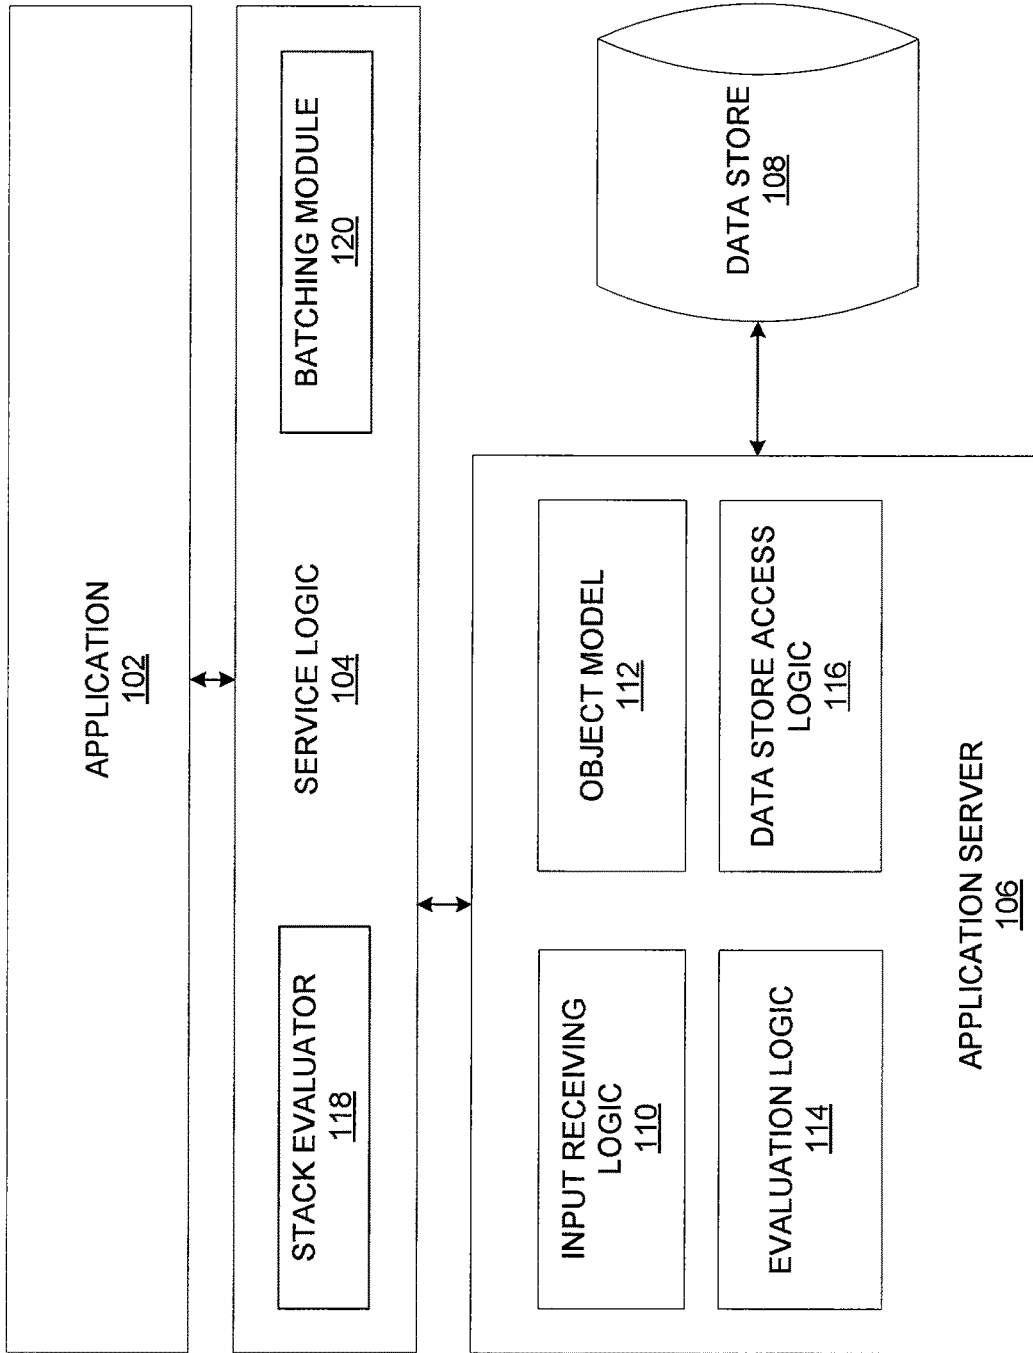 APPLICATION
102
STACK EVALUATOR
118
SERVICE LOGIC
104
BATCHING MODULE
120
INPUT RECEIVING
LOGIC
110
OBJECT MODEL
112
EVALUATION LOGIC
114
DATA STORE ACCESS
LOGIC
116
APPLICATION SERVER
106
DATA STORE
108